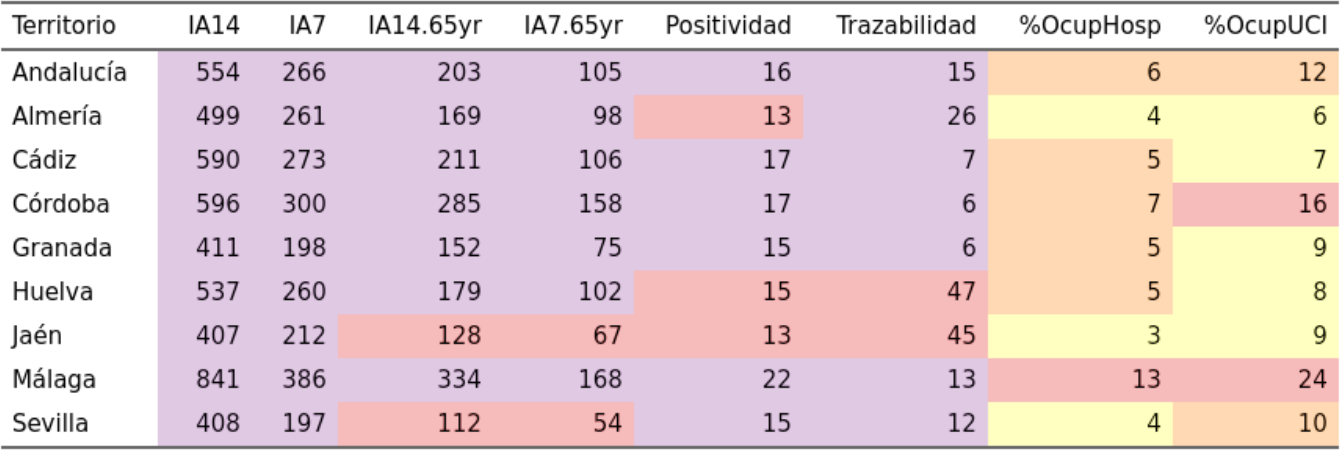 Territorio IA14 IA7 IA14.65yr IA7.65yr Positividad Trazabilidad %OcupHosp %OcupUCI
Andalucía 554 266 203 105 16 15 6 12
Almería 499 261 169 98 13 26 4 6
Cádiz 590 273 211 106 17 7 5 7
Córdoba 596 300 285 158 17 6 7 16
Granada 411 198 152 75 15 6 5 9
Huelva 537 260 179 102 15 47 5 8
Jaén 407 212 128 67 13 45 3 9
Málaga 841 386 334 168 22 13 13 24
Sevilla 408 197 112 54 15 12 4 10